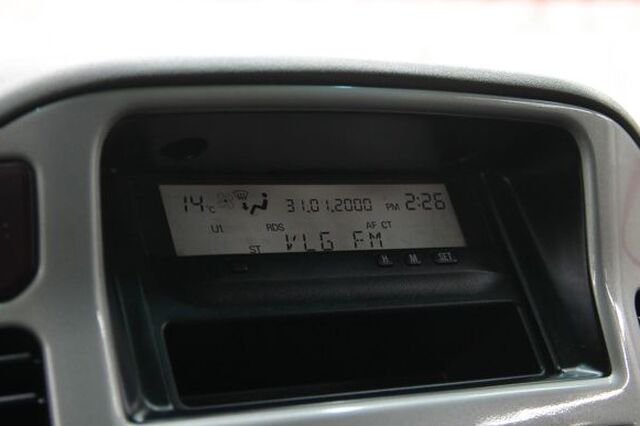 14°C 31.01.2000 PM 2:26
U1 RDS AF CT
ST VLG FM
H M SET